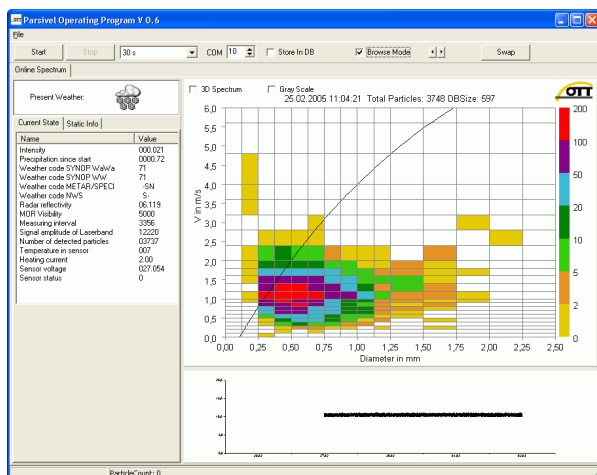 Parsivel Operating Program V 0.6
File
Start Stop 30 s COM 10 Store In DB Browse Mode Swap
Online Spectrum
Present Weather:
3D Spectrum Gray Scale
OTT
25.02.2005 11:04:21 Total Particles: 3748 DBSize: 597
Current State Static Info
Name Value
Intensity 000.021
Precipitation since start 0000.72
Weather code SYNOP WaWa 71
Weather code SYNOP WW 71
Weather code METAR/SPECI -SN
Weather code NWS S-
Radar reflectivity 06.119
MOR Visibility 5000
Measuring interval 3356
Signal amplitude of Laserband 12220
Number of detected particles 03737
Temperature in sensor 007
Heating current 2.00
Sensor voltage 027.054
Sensor status 0
V in m/s
6,0
5,5
5,0
4,5
4,0
3,5
3,0
2,5
2,0
1,5
1,0
0,5
0,0
0,00 0,25 0,50 0,75 1,00 1,25 1,50 1,75 2,00 2,25 2,50
Diameter in mm
200
100
50
20
10
5
2
0
ParticleCount: 0